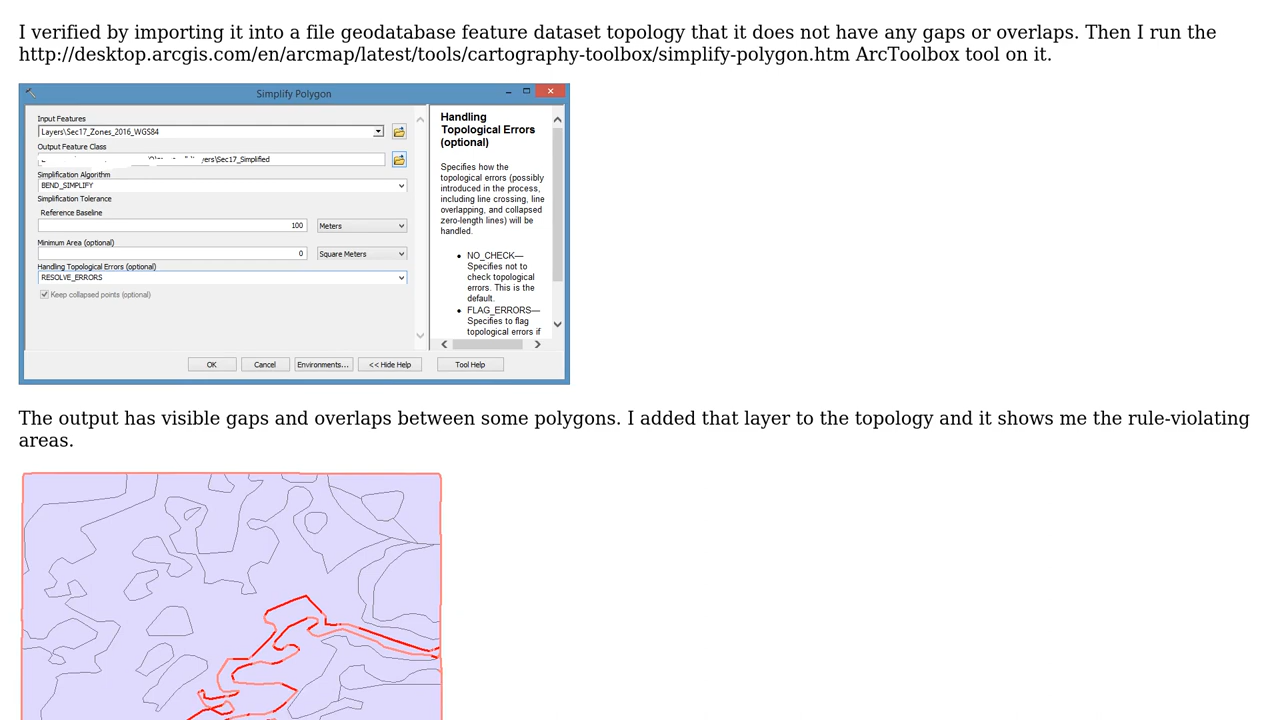 I verified by importing it into a file geodatabase feature dataset topology that it does not have any gaps or overlaps. Then I run the
http://desktop.arcgis.com/en/arcmap/latest/tools/cartography-toolbox/simplify-polygon.htm ArcToolbox tool on it.
Simplify Polygon
Input Features
Layers\Sec17_Zones_2016_WGS84
Output Feature Class
yers\Sec17_Simplified
Simplification Algorithm
BEND_SIMPLIFY
Simplification Tolerance
Reference Baseline
100 Meters
Minimum Area (optional)
0 Square Meters
Handling Topological Errors (optional)
RESOLVE_ERRORS
Keep collapsed points (optional)
Handling
Topological Errors
(optional)
Specifies how the
topological errors (possibly
introduced in the process,
including line crossing, line
overlapping, and collapsed
zero-length lines) will be
handled.
• NO_CHECK—
Specifies not to
check topological
errors. This is the
default.
• FLAG_ERRORS—
Specifies to flag
topological errors if
OK Cancel Environments... << Hide Help Tool Help
The output has visible gaps and overlaps between some polygons. I added that layer to the topology and it shows me the rule-violating
areas.